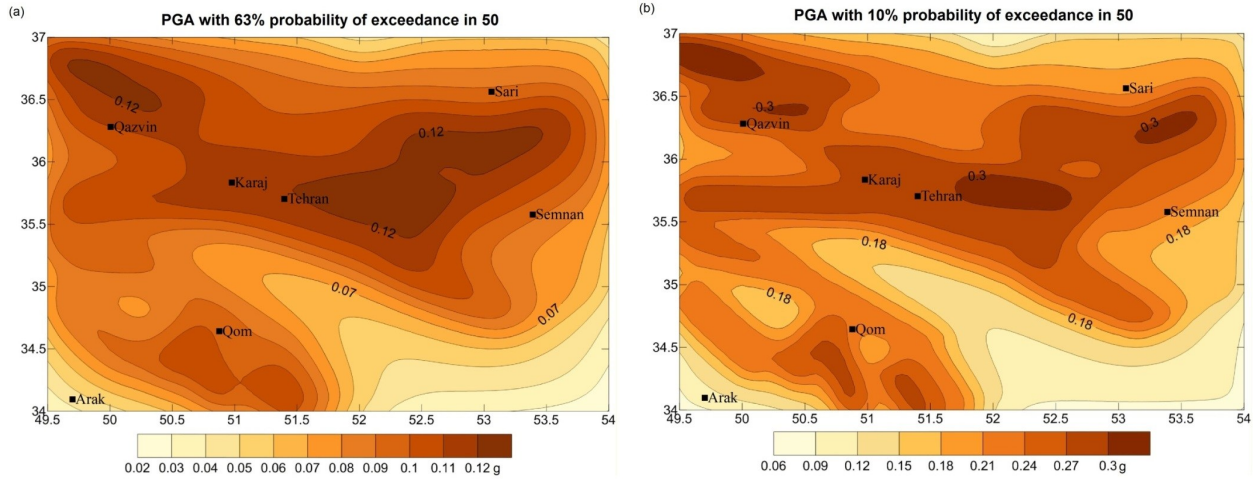 (a)
PGA with 63% probability of exceedance in 50
37
36.5
36
35.5
35
34.5
34
0.12
0.12
0.12
0.07
0.07
Sari
Qazvin
Karaj
Tehran
Semnan
Qom
Arak
49.5 50 50.5 51 51.5 52 52.5 53 53.5 54
0.02 0.03 0.04 0.05 0.06 0.07 0.08 0.09 0.1 0.11 0.12 g
(b)
PGA with 10% probability of exceedance in 50
37
36.5
36
35.5
35
34.5
34
0.3
0.3
0.3
0.18
0.18
0.18
0.18
Sari
Qazvin
Karaj
Tehran
Semnan
Qom
Arak
49.5 50 50.5 51 51.5 52 52.5 53 53.5 54
0.06 0.09 0.12 0.15 0.18 0.21 0.24 0.27 0.3 g